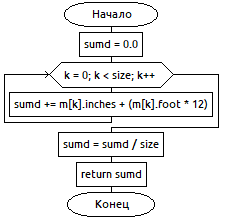 Начало
sumd = 0.0
k = 0; k < size; k++
sumd += m[k].inches + (m[k].foot * 12)
sumd = sumd / size
return sumd
Конец